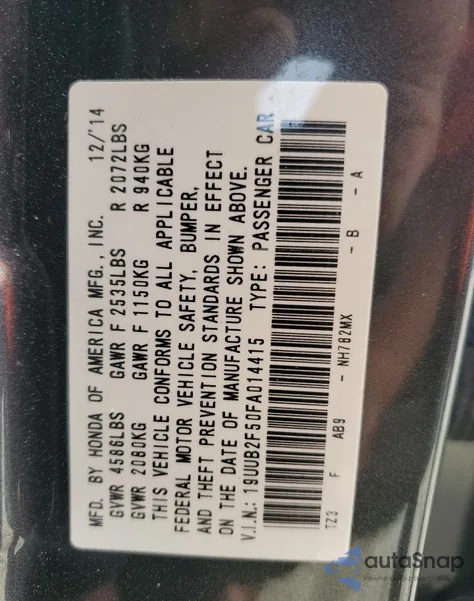 MFD. BY HONDA OF AMERICA MFG., INC. 12/'14
GVWR 4586LBS GAWR F 2535LBS R 2072LBS
GVWR 2080KG GAWR F 1150KG R 940KG
THIS VEHICLE CONFORMS TO ALL APPLICABLE
FEDERAL MOTOR VEHICLE SAFETY, BUMPER,
AND THEFT PREVENTION STANDARDS IN EFFECT
ON THE DATE OF MANUFACTURE SHOWN ABOVE.
V.I.N.: 19UUB2F50FA014415 TYPE: PASSENGER CAR
TZ3 F AB9 - NH782MX - B - A
autoSnap